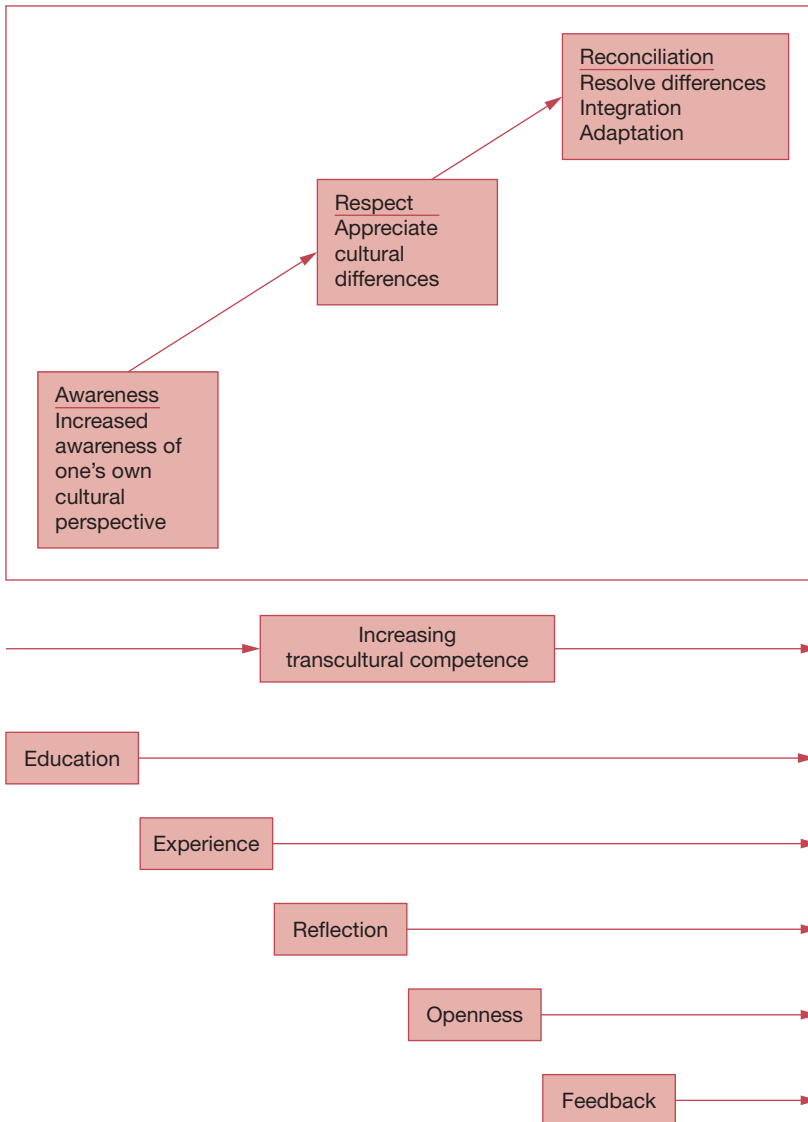 Reconciliation
Resolve differences
Integration
Adaptation
Respect
Appreciate
cultural
differences
Awareness
Increased
awareness of
one's own
cultural
perspective
Increasing
transcultural competence
Education
Experience
Reflection
Openness
Feedback